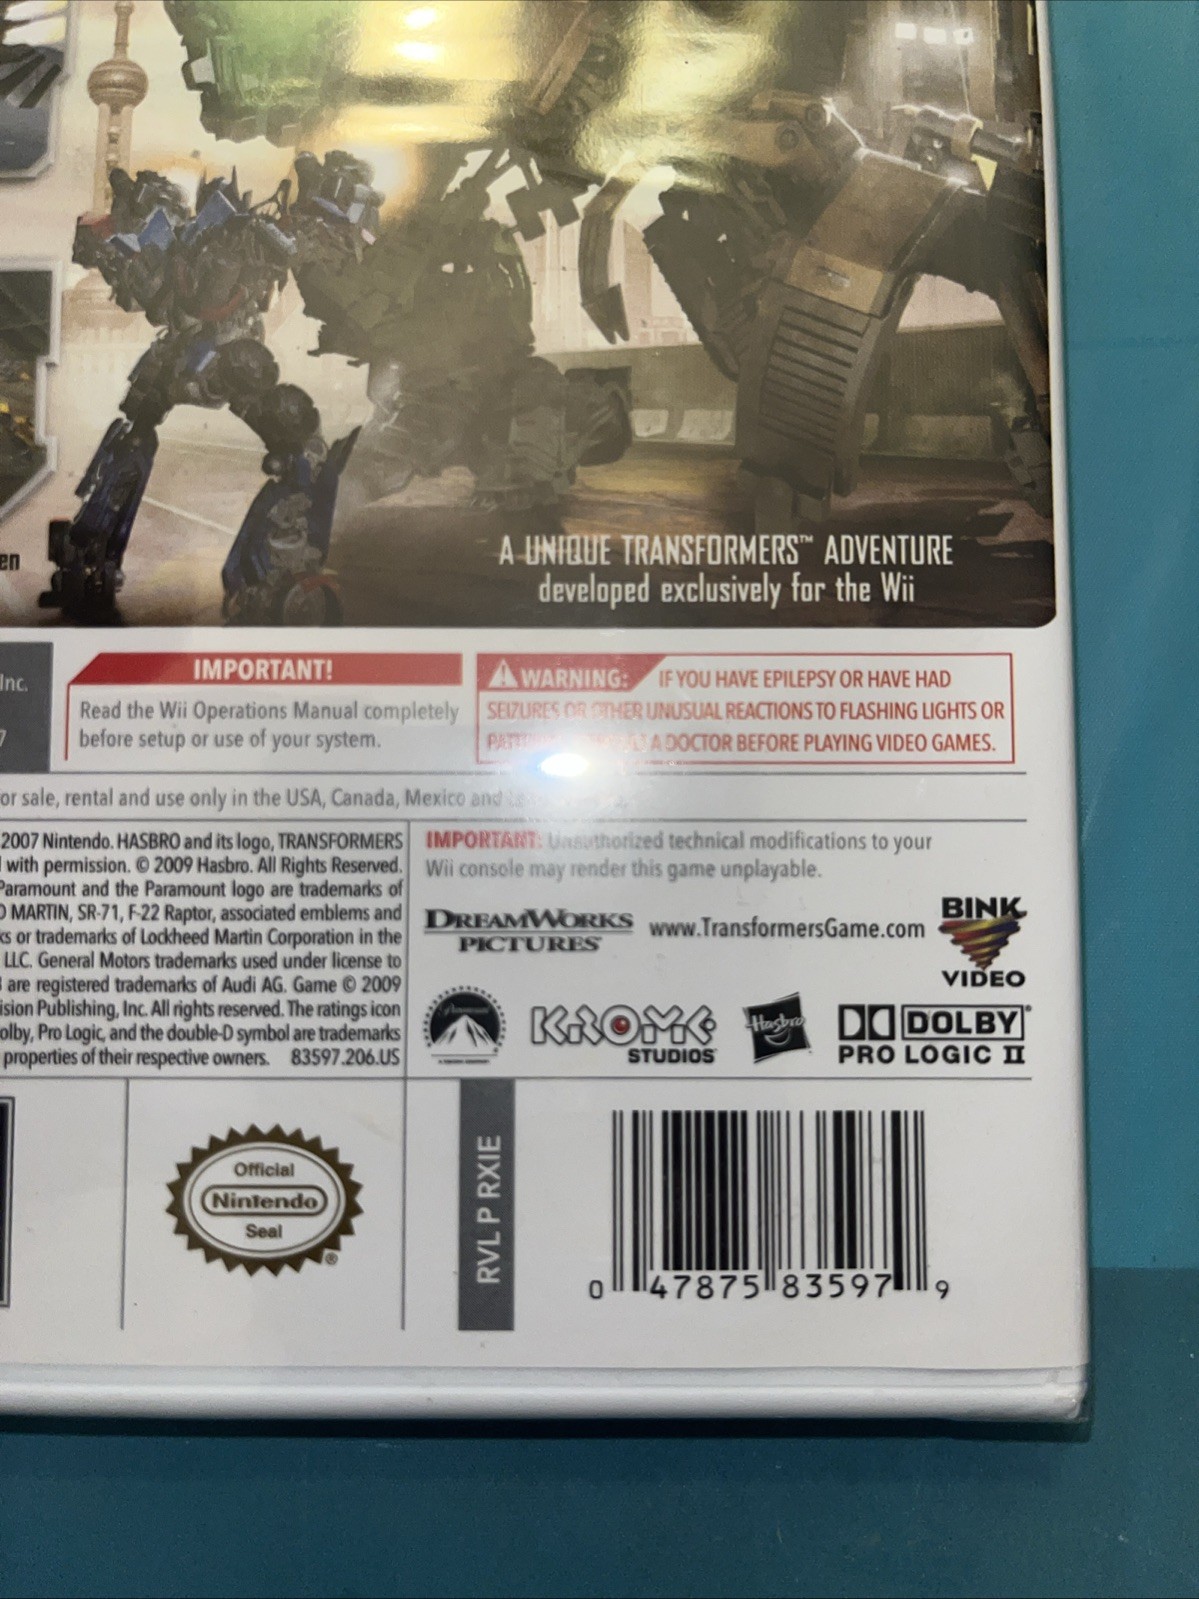 en
A UNIQUE TRANSFORMERS™ ADVENTURE
developed exclusively for the Wii
Inc.
7
IMPORTANT!
Read the Wii Operations Manual completely
before setup or use of your system.
WARNING: IF YOU HAVE EPILEPSY OR HAVE HAD
SEIZURES OR OTHER UNUSUAL REACTIONS TO FLASHING LIGHTS OR
A DOCTOR BEFORE PLAYING VIDEO GAMES.
or sale, rental and use only in the USA, Canada, Mexico and
2007 Nintendo. HASBRO and its logo, TRANSFORMERS
with permission. © 2009 Hasbro. All Rights Reserved.
Paramount and the Paramount logo are trademarks of
D MARTIN, SR-71, F-22 Raptor, associated emblems and
ks or trademarks of Lockheed Martin Corporation in the
LLC. General Motors trademarks used under license to
are registered trademarks of Audi AG. Game © 2009
ision Publishing, Inc. All rights reserved. The ratings icon
olby, Pro Logic, and the double-D symbol are trademarks
properties of their respective owners. 83597.206.US
IMPORTANT: Unauthorized technical modifications to your
Wii console may render this game unplayable.
DREAMWORKS
PICTURES
www.TransformersGame.com
BINK
VIDEO
Paramount
KROME
STUDIOS
Hasbro
DOLBY
PRO LOGIC II
Official
Nintendo
Seal
®
RVL P RXIE
0 47875 83597 9